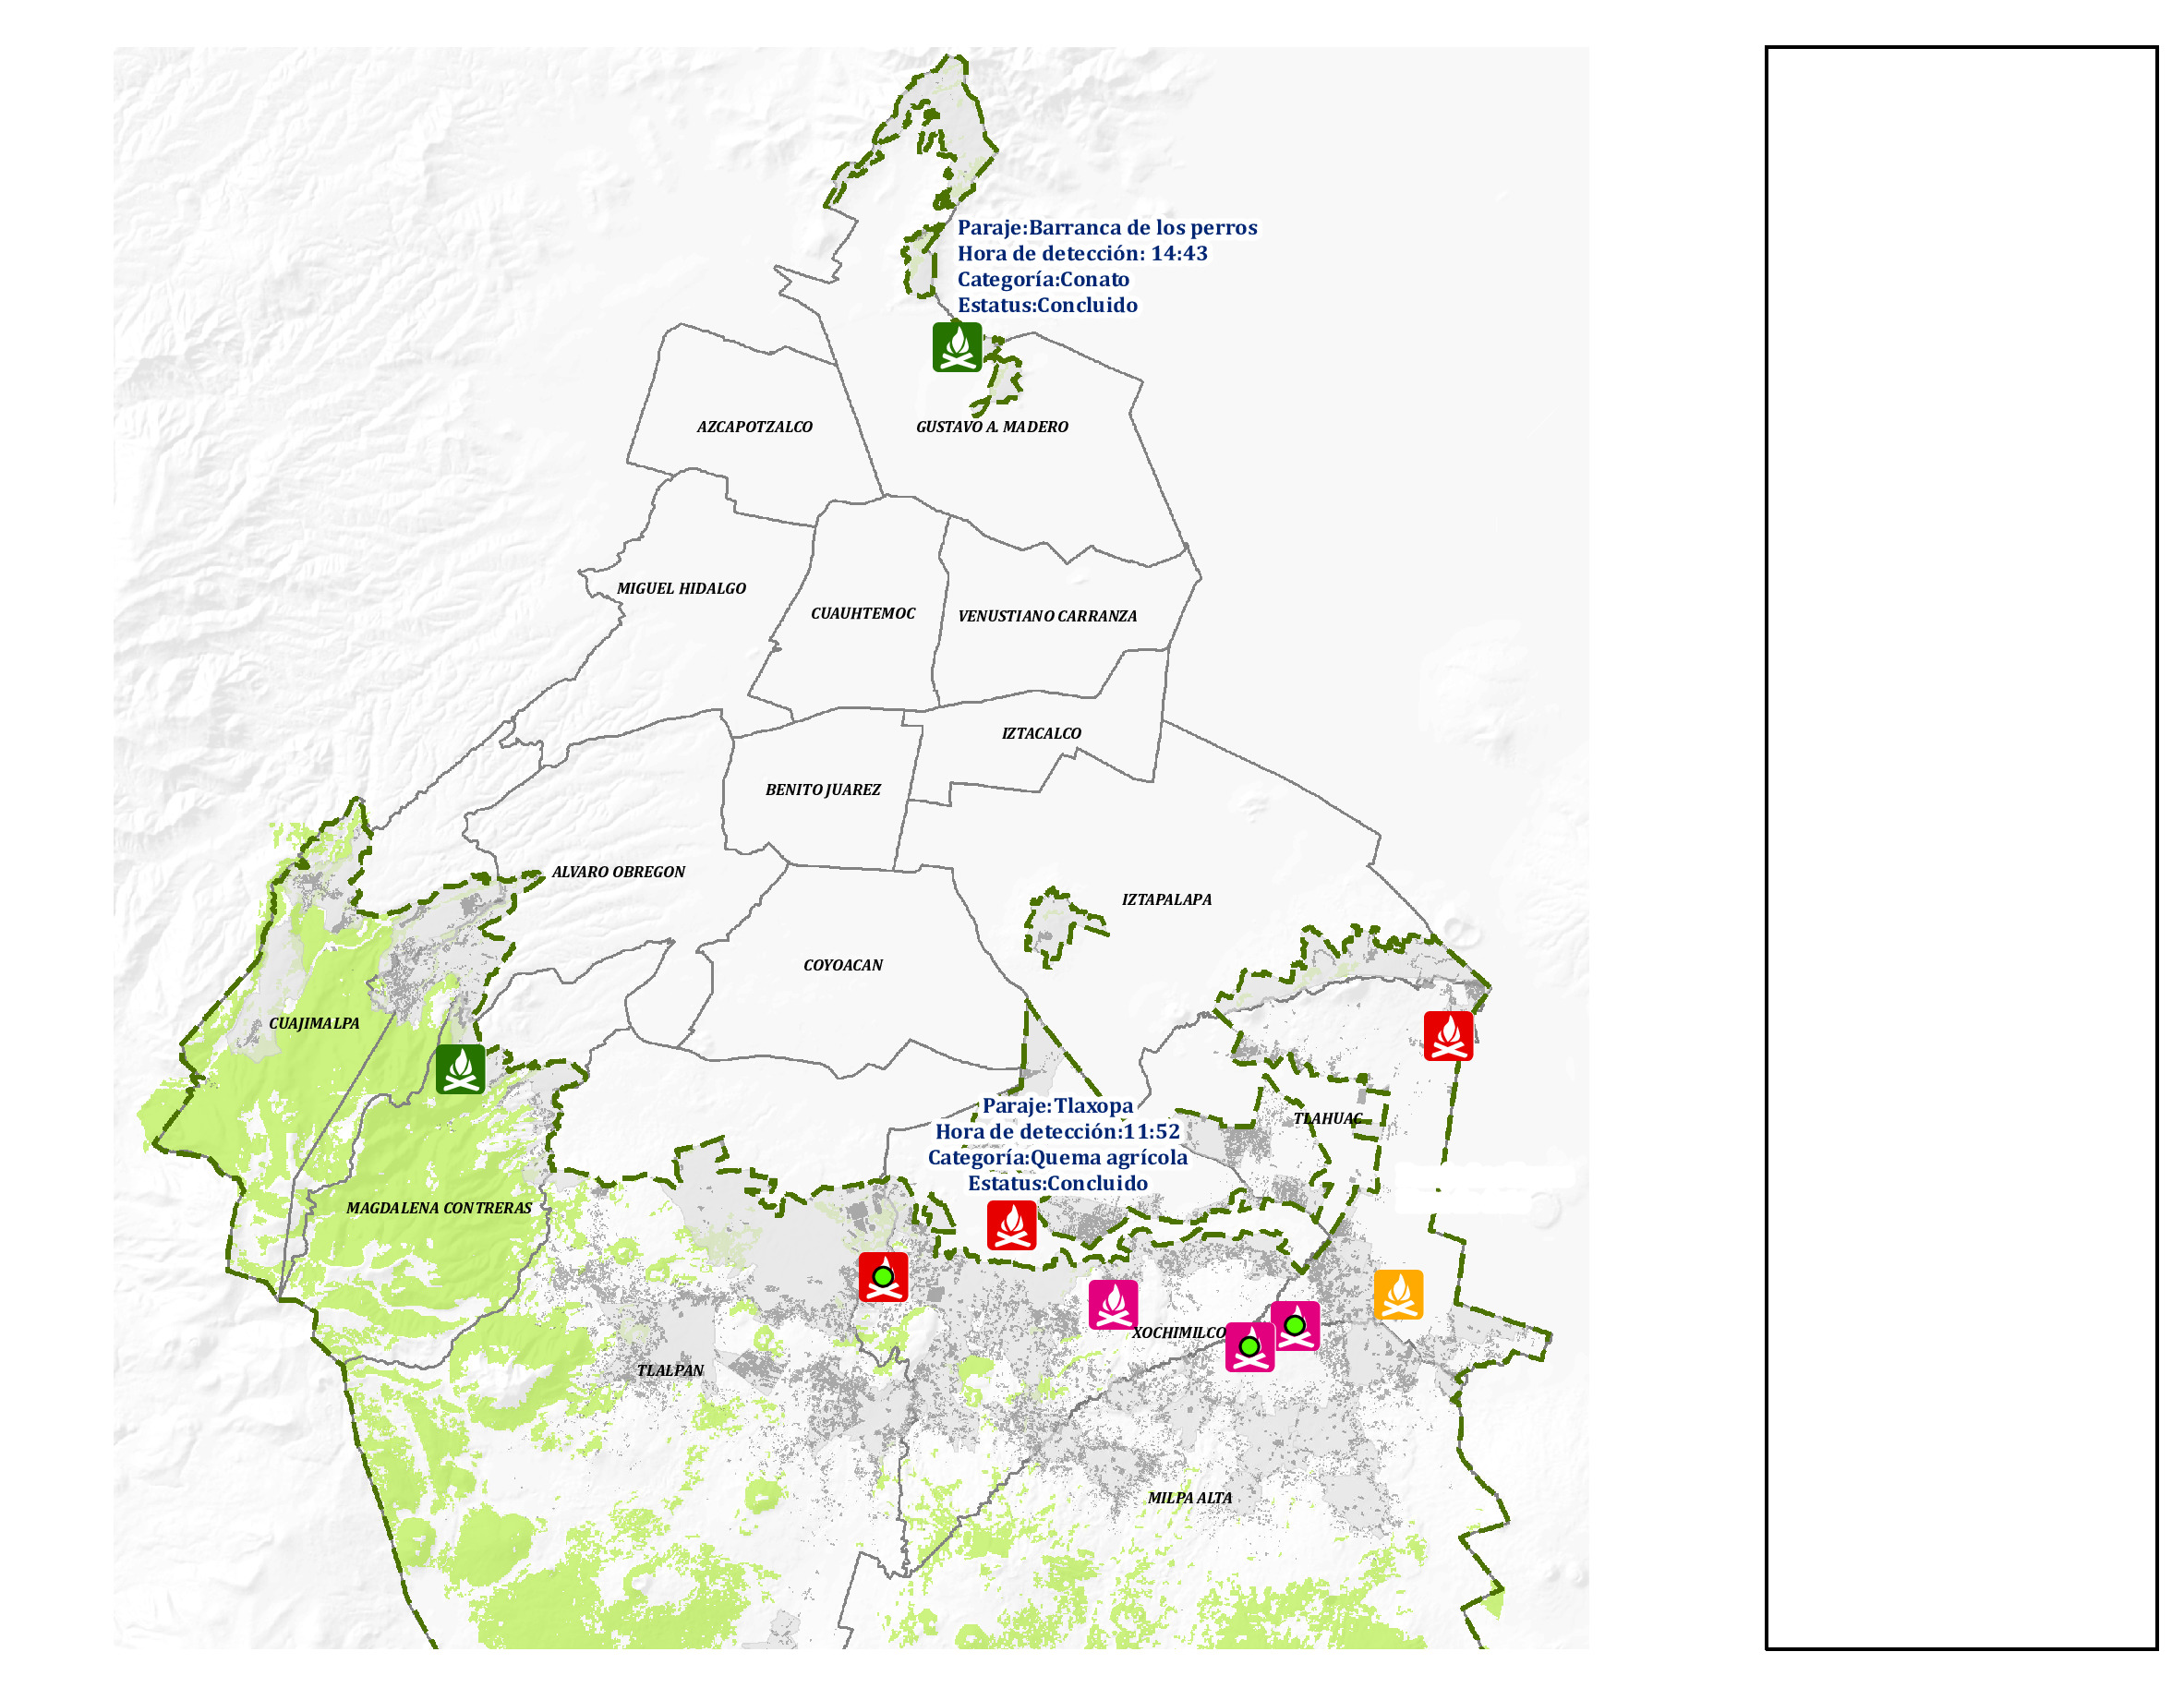 Paraje:Barranca de los perros
Hora de detección: 14:43
Categoría:Conato
Estatus:Concluido
AZCAPOTZALCO
GUSTAVO A. MADERO
MIGUEL HIDALGO
CUAUHTEMOC
VENUSTIANO CARRANZA
IZTACALCO
BENITO JUAREZ
ALVARO OBREGON
IZTAPALAPA
COYOACAN
CUAJIMALPA
Paraje:Tlaxopa
Hora de detección:11:52
Categoría:Quema agrícola
Estatus:Concluido
TLAHUAC
MAGDALENA CONTRERAS
XOCHIMILCO
TLALPAN
MILPA ALTA